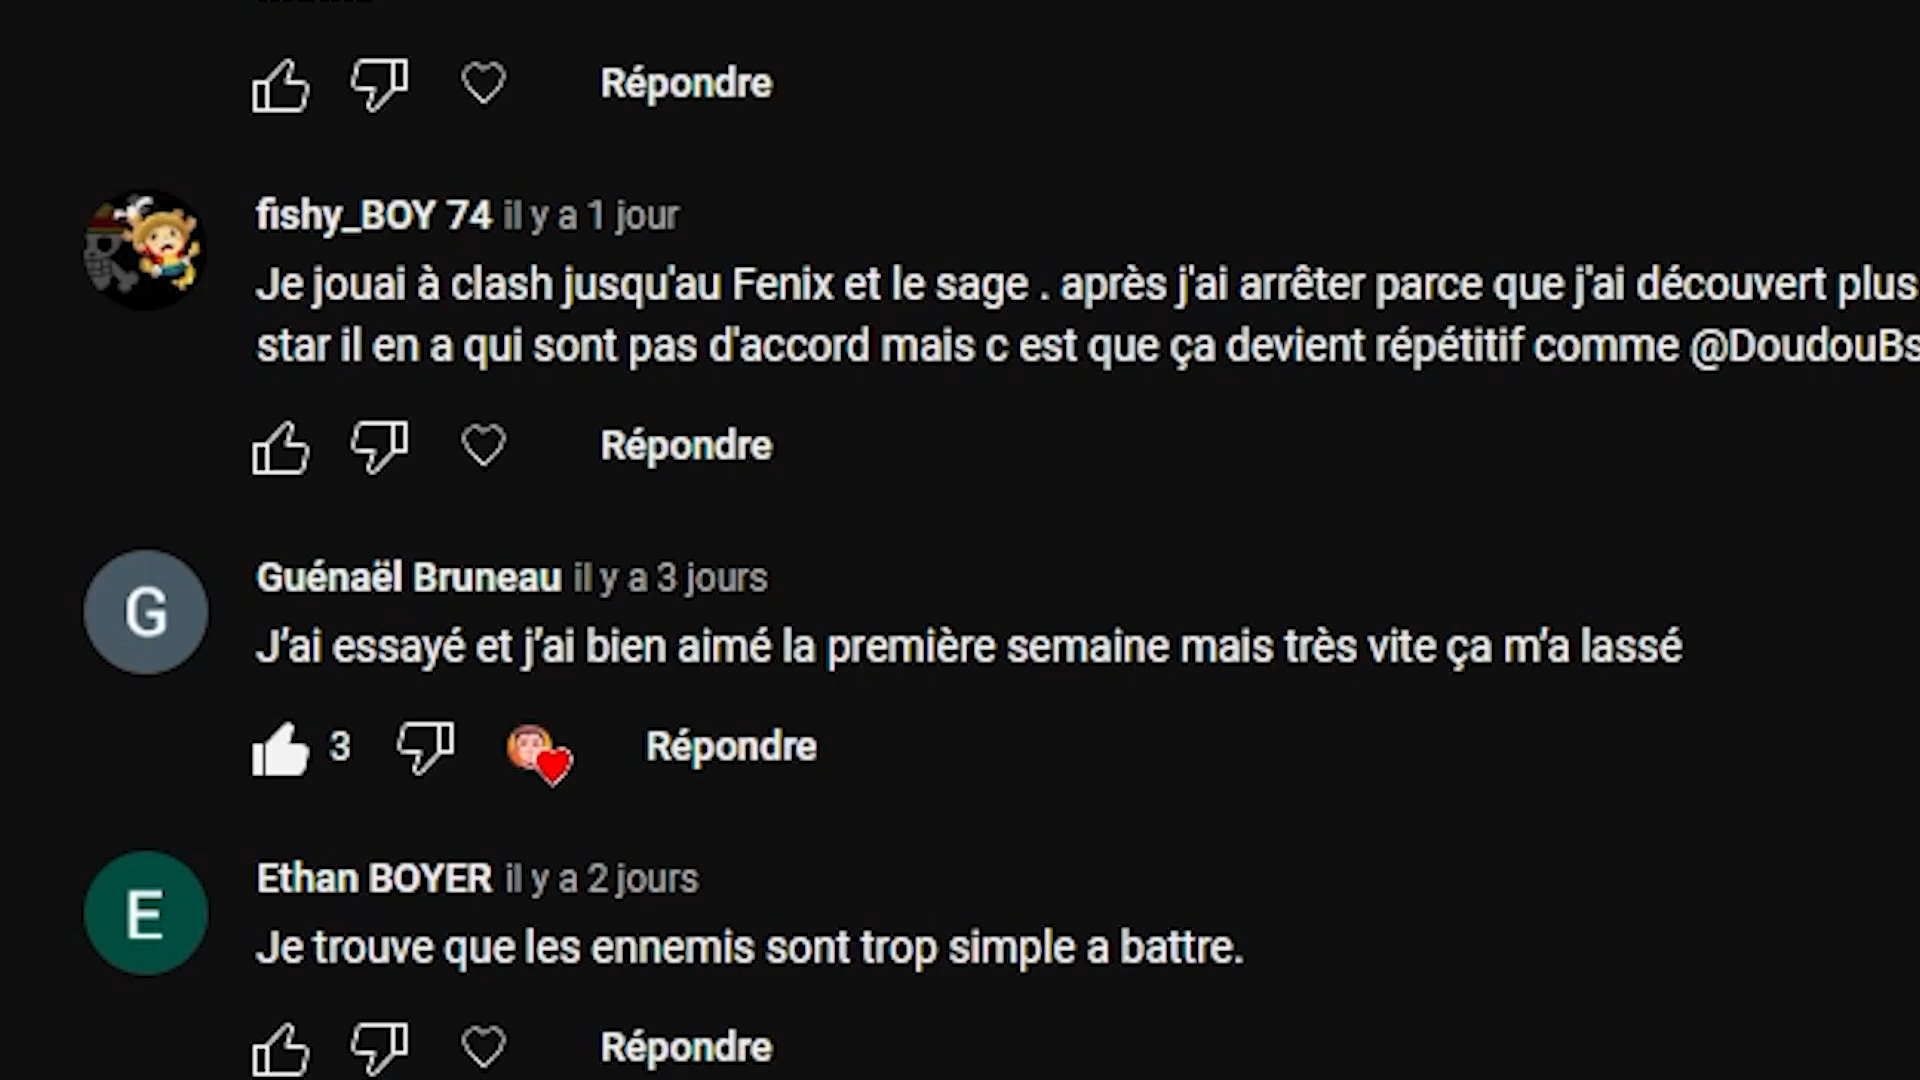 Répondre
fishy_BOY 74 il y a 1 jour
Je jouai à clash jusqu'au Fenix et le sage . après j'ai arrêter parce que j'ai découvert plus
star il en a qui sont pas d'accord mais c est que ça devient répétitif comme @DoudouBs
Répondre
G
Guénaël Bruneau il y a 3 jours
J’ai essayé et j’ai bien aimé la première semaine mais très vite ça m’a lassé
3
Répondre
E
Ethan BOYER il y a 2 jours
Je trouve que les ennemis sont trop simple a battre.
Répondre